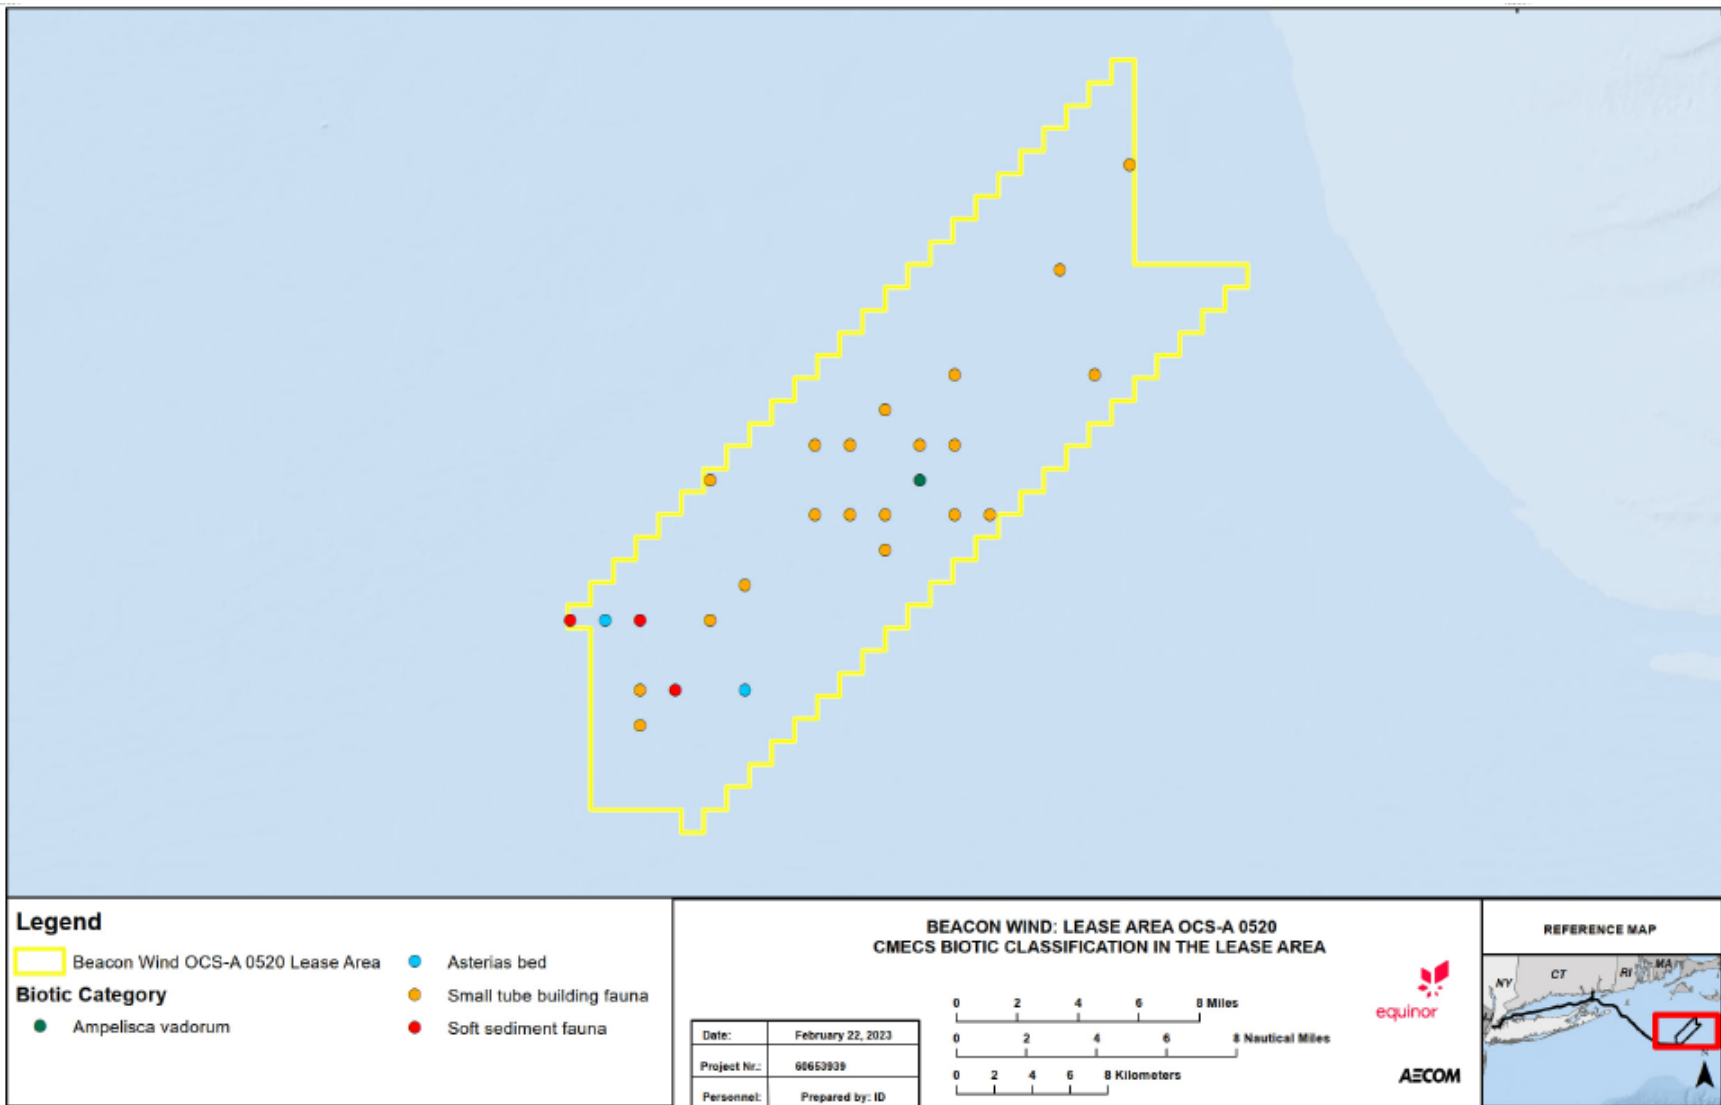 Legend
Beacon Wind OCS-A 0520 Lease Area
Biotic Category
Ampelisca vadorum
Asterias bed
Small tube building fauna
Soft sediment fauna
BEACON WIND: LEASE AREA OCS-A 0520
CMECS BIOTIC CLASSIFICATION IN THE LEASE AREA
Date: February 22, 2023
Project Nr.: 60653939
Personnel: Prepared by: ID
0 2 4 6 8 Miles
0 2 4 6 8 Nautical Miles
0 2 4 6 8 Kilometers
equinor
AECOM
REFERENCE MAP
NY
CT
RI
MA
N